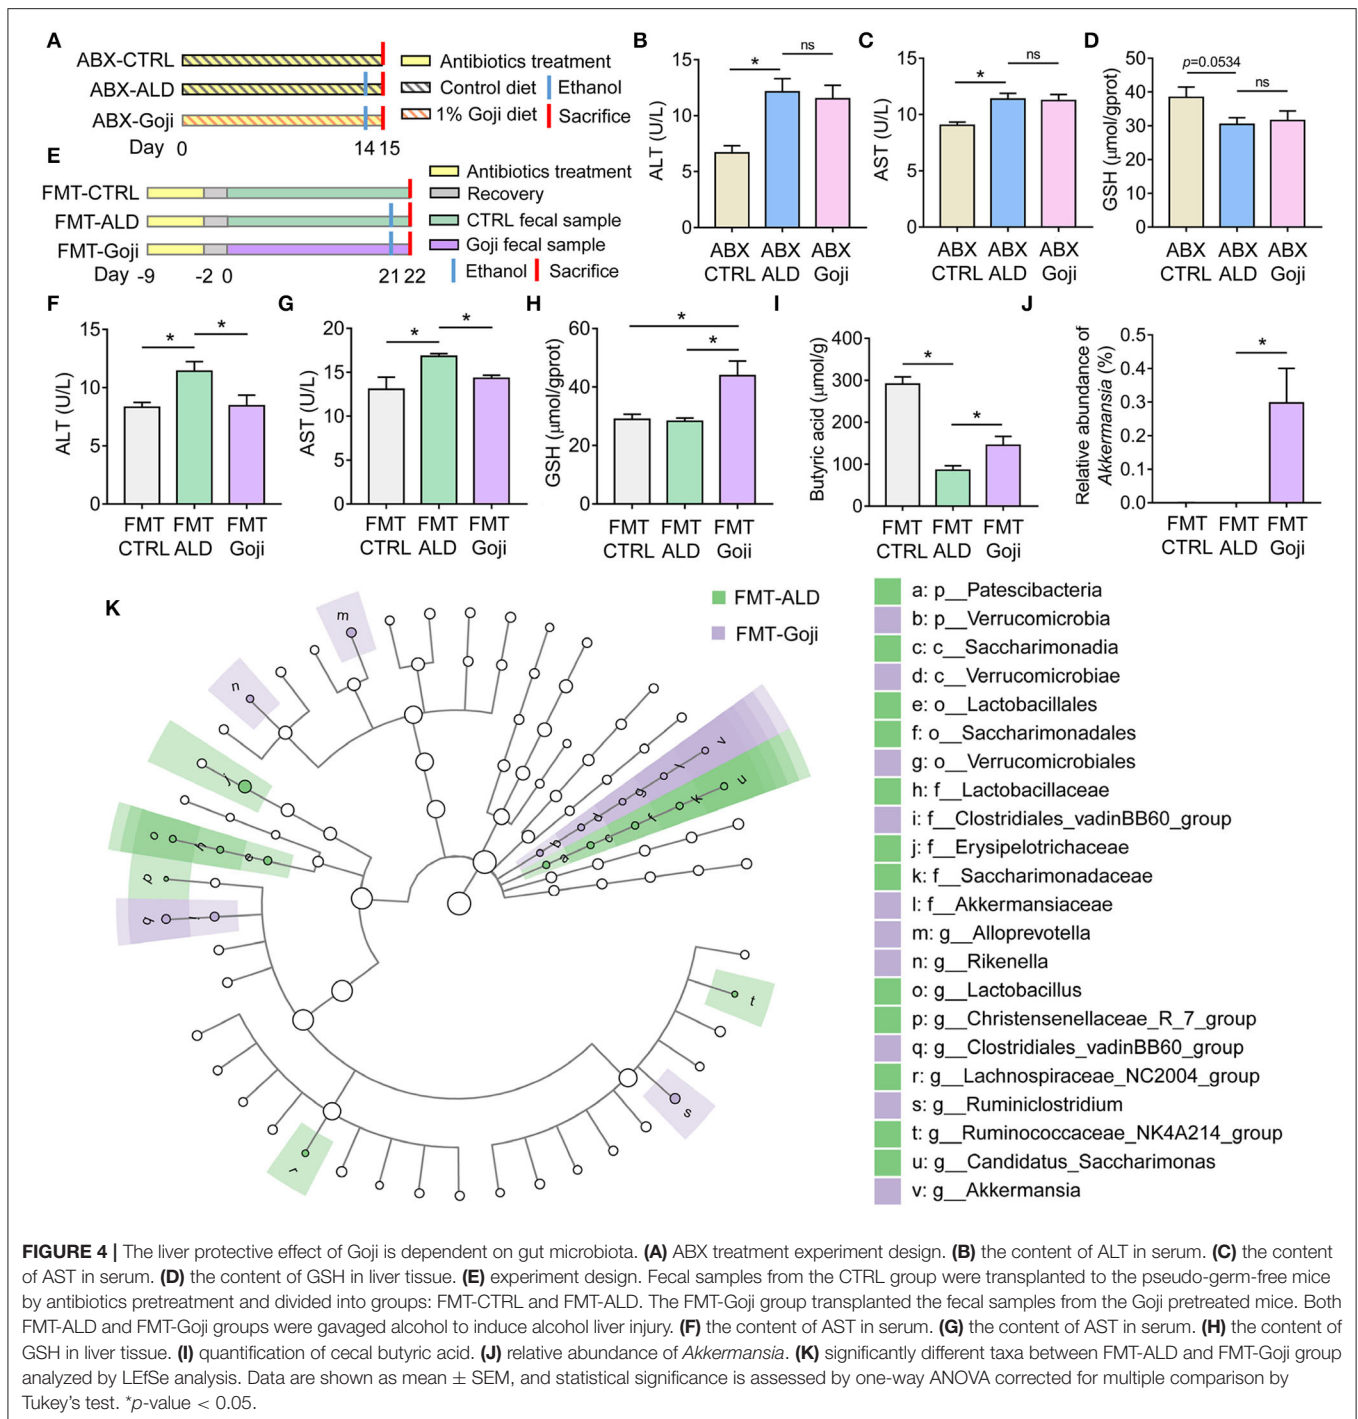 A
ABX-CTRL
ABX-ALD
ABX-Goji
Day 0 14 15
Antibiotics treatment
Control diet Ethanol
1% Goji diet Sacrifice
B
ALT (U/L)
15
10
5
0
* ns
ABX CTRL
ABX ALD
ABX Goji
C
AST (U/L)
15
10
5
0
* ns
ABX CTRL
ABX ALD
ABX Goji
D
GSH (μmol/gprot)
50
40
30
20
10
0
p=0.0534 ns
ABX CTRL
ABX ALD
ABX Goji
E
FMT-CTRL
FMT-ALD
FMT-Goji
Day -9 -2 0 21 22
Antibiotics treatment
Recovery
CTRL fecal sample
Goji fecal sample
Ethanol Sacrifice
F
ALT (U/L)
15
10
5
0
* *
FMT CTRL
FMT ALD
FMT Goji
G
AST (U/L)
20
15
10
5
0
* *
FMT CTRL
FMT ALD
FMT Goji
H
GSH (μmol/gprot)
60
40
20
0
*
*
FMT CTRL
FMT ALD
FMT Goji
I
Butyric acid (μmol/g)
400
300
200
100
0
* *
FMT CTRL
FMT ALD
FMT Goji
J
Relative abundance of
Akkermansia (%)
0.5
0.4
0.3
0.2
0.1
0.0
*
FMT CTRL
FMT ALD
FMT Goji
K
FMT-ALD
FMT-Goji
m
n
j
o h e
p
q i
r
s
t
b d g l v
a c f k u
a: p__Patescibacteria
b: p__Verrucomicrobia
c: c__Saccharimonadia
d: c__Verrucomicrobiae
e: o__Lactobacillales
f: o__Saccharimonadales
g: o__Verrucomicrobiales
h: f__Lactobacillaceae
i: f__Clostridiales_vadinBB60_group
j: f__Erysipelotrichaceae
k: f__Saccharimonadaceae
l: f__Akkermansiaceae
m: g__Alloprevotella
n: g__Rikenella
o: g__Lactobacillus
p: g__Christensenellaceae_R_7_group
q: g__Clostridiales_vadinBB60_group
r: g__Lachnospiraceae_NC2004_group
s: g__Ruminiclostridium
t: g__Ruminococcaceae_NK4A214_group
u: g__Candidatus_Saccharimonas
v: g__Akkermansia
FIGURE 4 | The liver protective effect of Goji is dependent on gut microbiota. (A) ABX treatment experiment design. (B) the content of ALT in serum. (C) the content
of AST in serum. (D) the content of GSH in liver tissue. (E) experiment design. Fecal samples from the CTRL group were transplanted to the pseudo-germ-free mice
by antibiotics pretreatment and divided into groups: FMT-CTRL and FMT-ALD. The FMT-Goji group transplanted the fecal samples from the Goji pretreated mice. Both
FMT-ALD and FMT-Goji groups were gavaged alcohol to induce alcohol liver injury. (F) the content of AST in serum. (G) the content of AST in serum. (H) the content of
GSH in liver tissue. (I) quantification of cecal butyric acid. (J) relative abundance of Akkermansia. (K) significantly different taxa between FMT-ALD and FMT-Goji group
analyzed by LEfSe analysis. Data are shown as mean ± SEM, and statistical significance is assessed by one-way ANOVA corrected for multiple comparison by
Tukey's test. *p-value < 0.05.